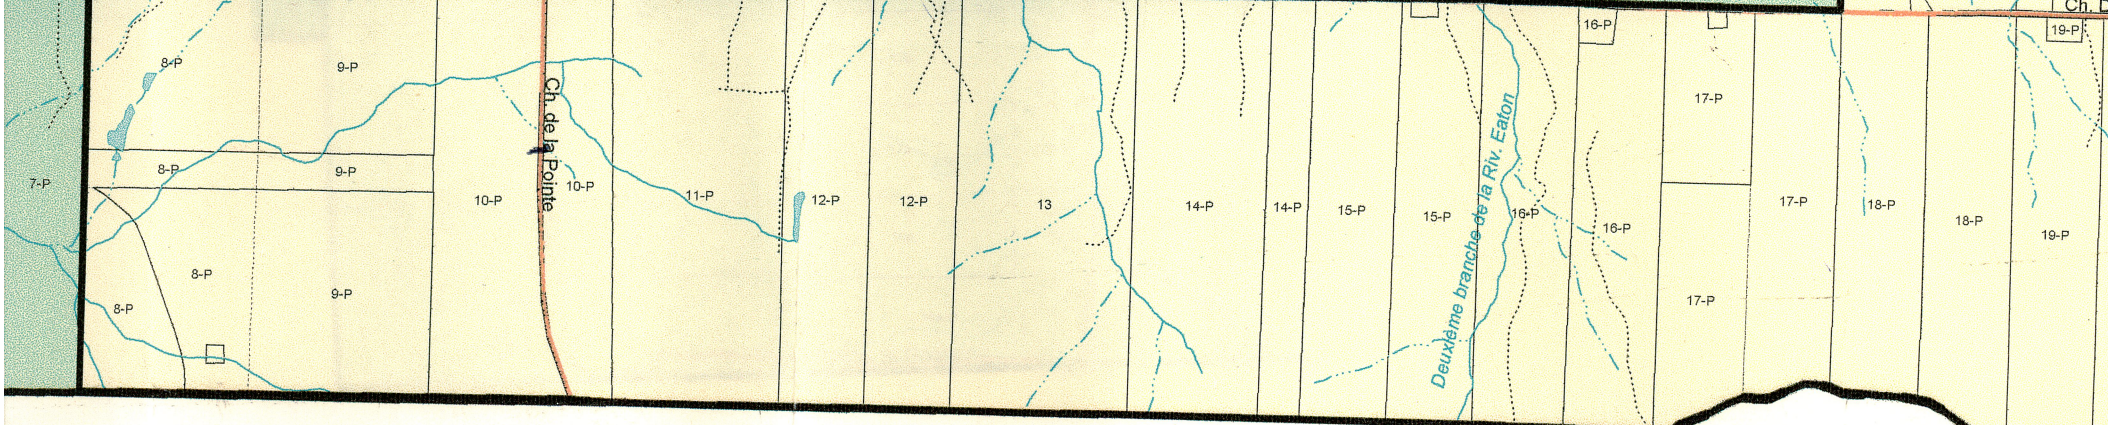 Ch. D
16-P
19-P
8-P
9-P
17-P
8-P
9-P
7-P
10-P
Ch. de la Pointe
10-P
11-P
12-P
12-P
13
14-P
14-P
15-P
15-P
Deuxième branche de la Riv. Eaton
16-P
16-P
17-P
18-P
18-P
19-P
8-P
9-P
8-P
17-P